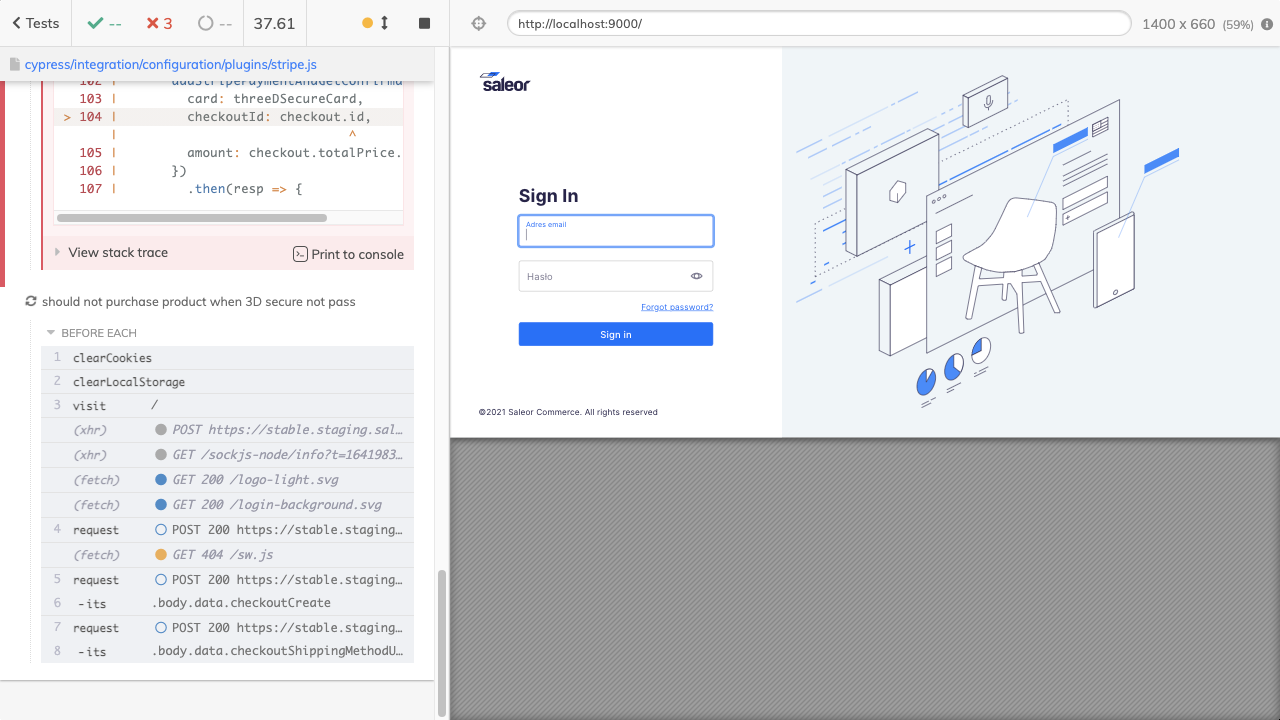 Tests
--
3
--
37.61
http://localhost:9000/
1400 x 660 (59%)
cypress/integration/configuration/plugins/stripe.js
102 |
103 | card: threeDSecureCard,
> 104 | checkoutId: checkout.id,
| ^
105 | amount: checkout.totalPrice.
106 | })
107 | .then(resp => {
View stack trace
Print to console
should not purchase product when 3D secure not pass
BEFORE EACH
1 clearCookies
2 clearLocalStorage
3 visit /
(xhr) POST https://stable.staging.sal…
(xhr) GET /sockjs-node/info?t=1641983…
(fetch) GET 200 /logo-light.svg
(fetch) GET 200 /login-background.svg
4 request POST 200 https://stable.staging…
(fetch) GET 404 /sw.js
5 request POST 200 https://stable.staging…
6 -its .body.data.checkoutCreate
7 request POST 200 https://stable.staging…
8 -its .body.data.checkoutShippingMethodU…
saleor
Sign In
Adres email
Hasło
Forgot password?
Sign in
©2021 Saleor Commerce. All rights reserved